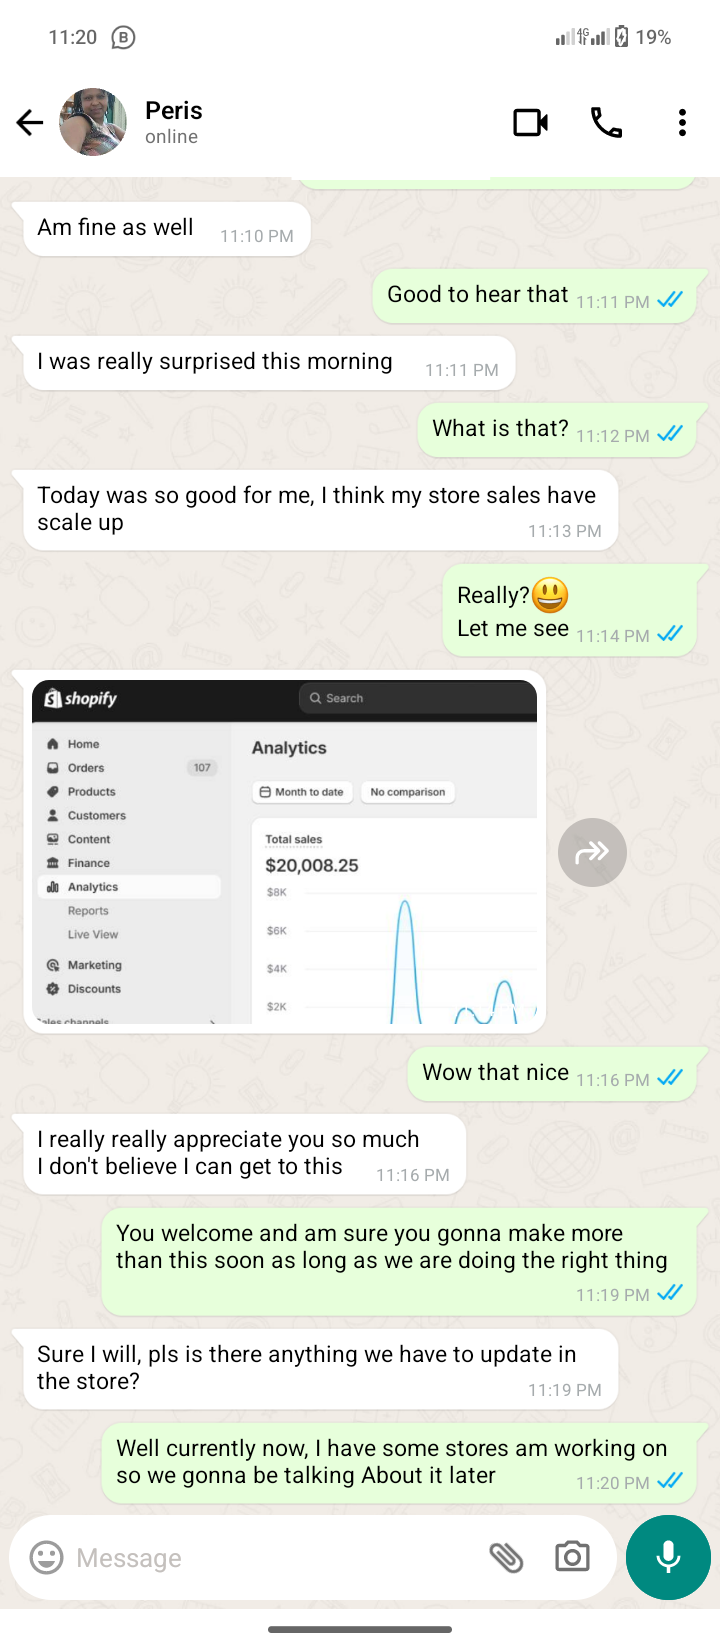 11:20 B 4G 19%
Peris
online
Am fine as well 11:10 PM
Good to hear that 11:11 PM
I was really surprised this morning 11:11 PM
What is that? 11:12 PM
Today was so good for me, I think my store sales have
scale up 11:13 PM
Really?😃
Let me see 11:14 PM
shopify
Search
Home
Orders 107
Products
Customers
Content
Finance
Analytics
Reports
Live View
Marketing
Discounts
Sales channels
Analytics
Month to date No comparison
Total sales
$20,008.25
$8K
$6K
$4K
$2K
Wow that nice 11:16 PM
I really really appreciate you so much
I don't believe I can get to this 11:16 PM
You welcome and am sure you gonna make more
than this soon as long as we are doing the right thing
11:19 PM
Sure I will, pls is there anything we have to update in
the store? 11:19 PM
Well currently now, I have some stores am working on
so we gonna be talking About it later 11:20 PM
Message